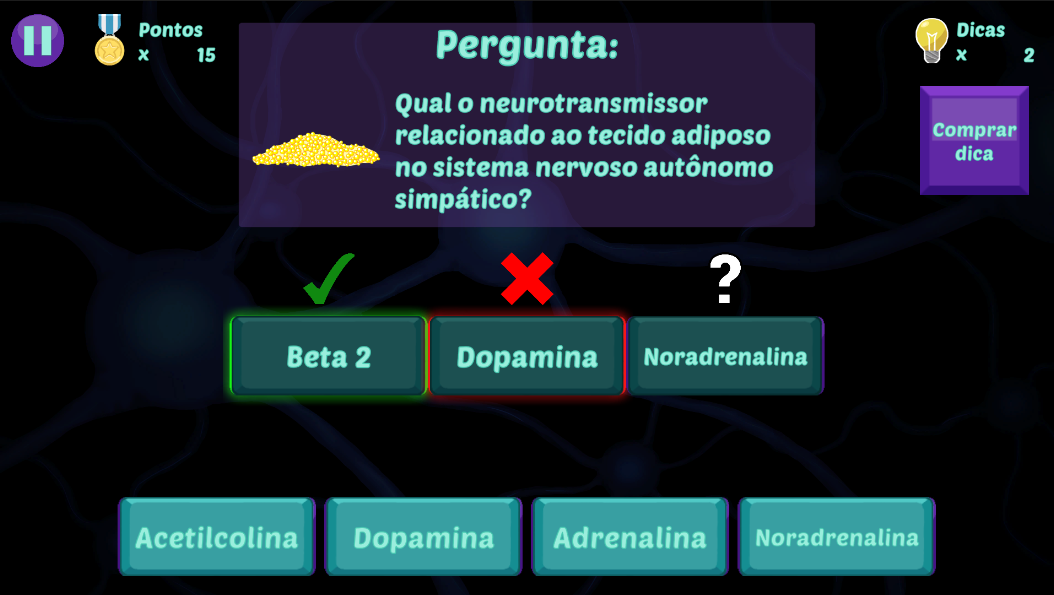 Pontos
x 15
Pergunta:
Qual o neurotransmissor
relacionado ao tecido adiposo
no sistema nervoso autônomo
simpático?
Dicas
x 2
Comprar
dica
?
Beta 2
Dopamina
Noradrenalina
Acetilcolina
Dopamina
Adrenalina
Noradrenalina